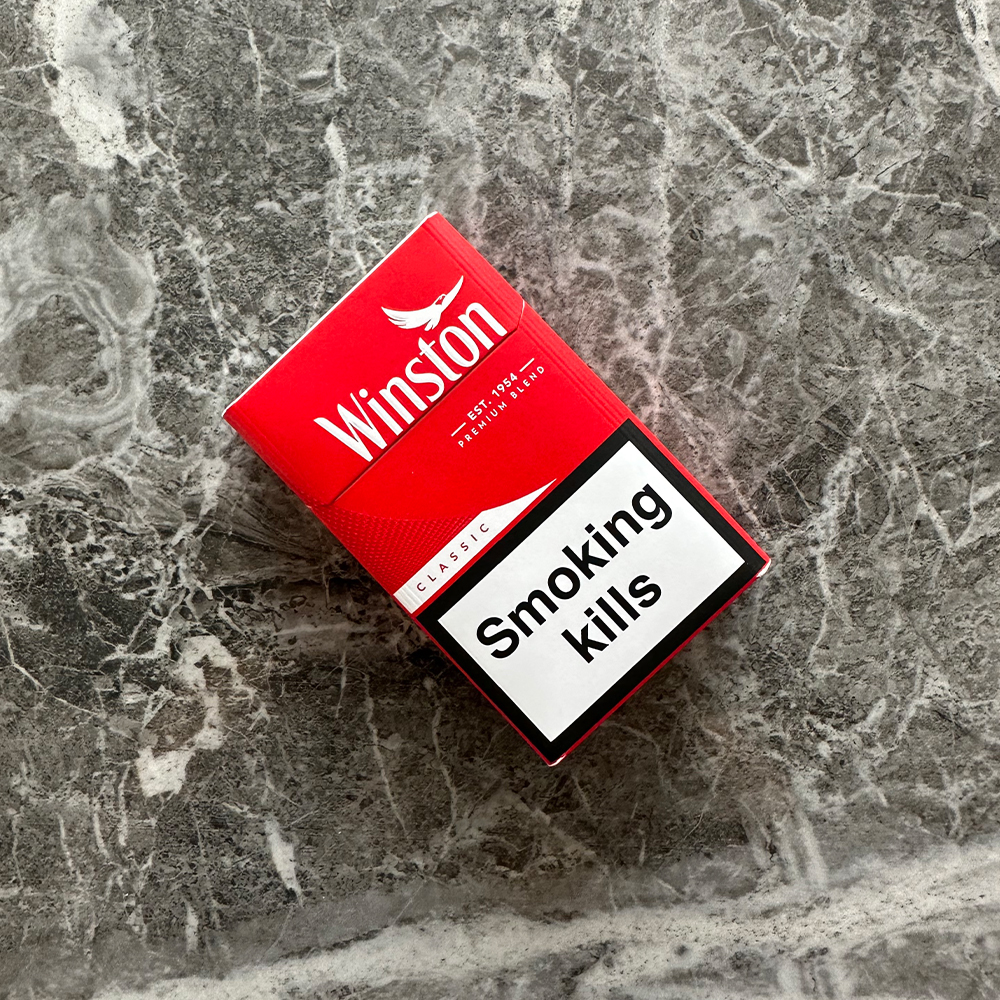 Winston
EST. 1954
PREMIUM BLEND
CLASSIC
Smoking
kills